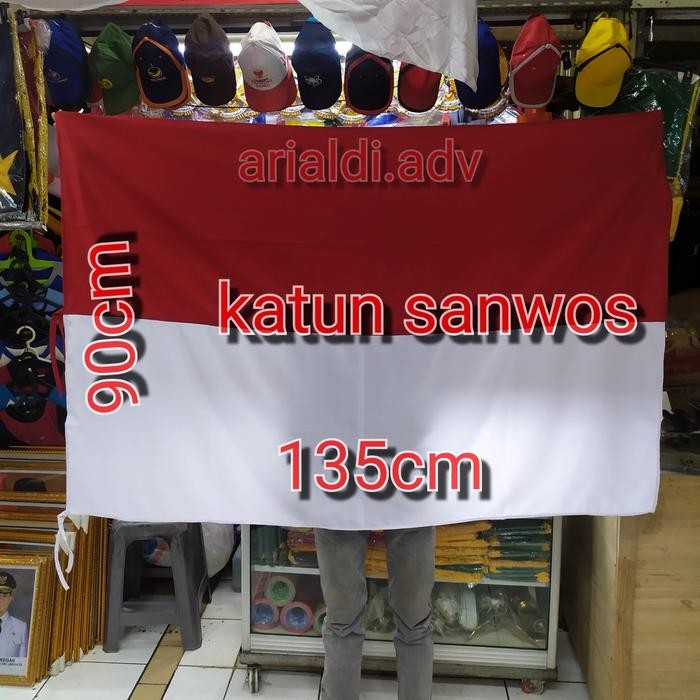 arialdi.adv
90cm
katun sanwos
135cm